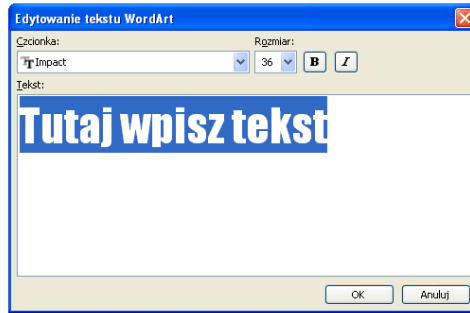 Edytowanie tekstu WordArt
Czcionka: Rozmiar:
Impact 36 B I
Tekst:
Tutaj wpisz tekst
OK Anuluj